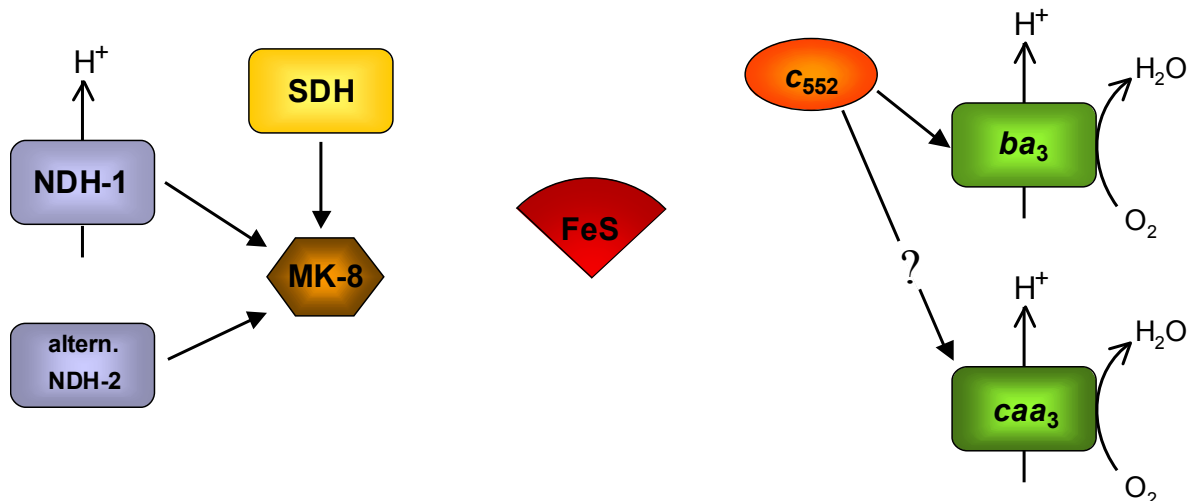 H⁺
SDH
NDH-1
MK-8
altern.
NDH-2
FeS
c₅₅₂
?
H⁺
H₂O
ba₃
O₂
H⁺
H₂O
caa₃
O₂